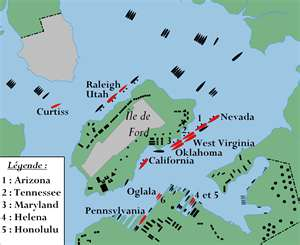 Raleigh
Utah
Curtiss
Ile de
Ford
1
2
3
Nevada
West Virginia
Oklahoma
California
Oglala
4 et 5
Pennsylvania
Légende :
1 : Arizona
2 : Tennessee
3 : Maryland
4 : Helena
5 : Honolulu